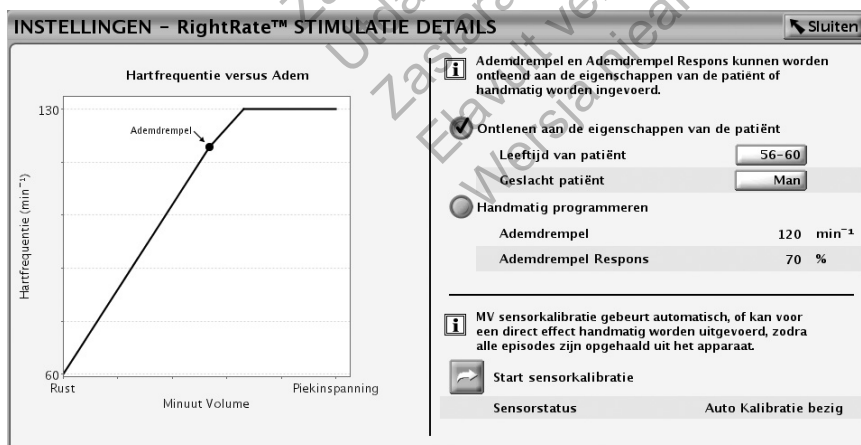 INSTELLINGEN - RightRate™ STIMULATIE DETAILS
Sluiten
Hartfrequentie versus Adem
130
Ademdrempel
Hartfrequentie (min⁻¹)
60
Rust
Piekinspanning
Minuut Volume
Ademdrempel en Ademdrempel Respons kunnen worden
ontleend aan de eigenschappen van de patiënt of
handmatig worden ingevoerd.
Ontlenen aan de eigenschappen van de patiënt
Leeftijd van patiënt 56-60
Geslacht patiënt Man
Handmatig programmeren
Ademdrempel 120 min⁻¹
Ademdrempel Respons 70 %
MV sensorkalibratie gebeurt automatisch, of kan voor
een direct effect handmatig worden uitgevoerd, zodra
alle episodes zijn opgehaald uit het apparaat.
Start sensorkalibratie
Sensorstatus Auto Kalibratie bezig